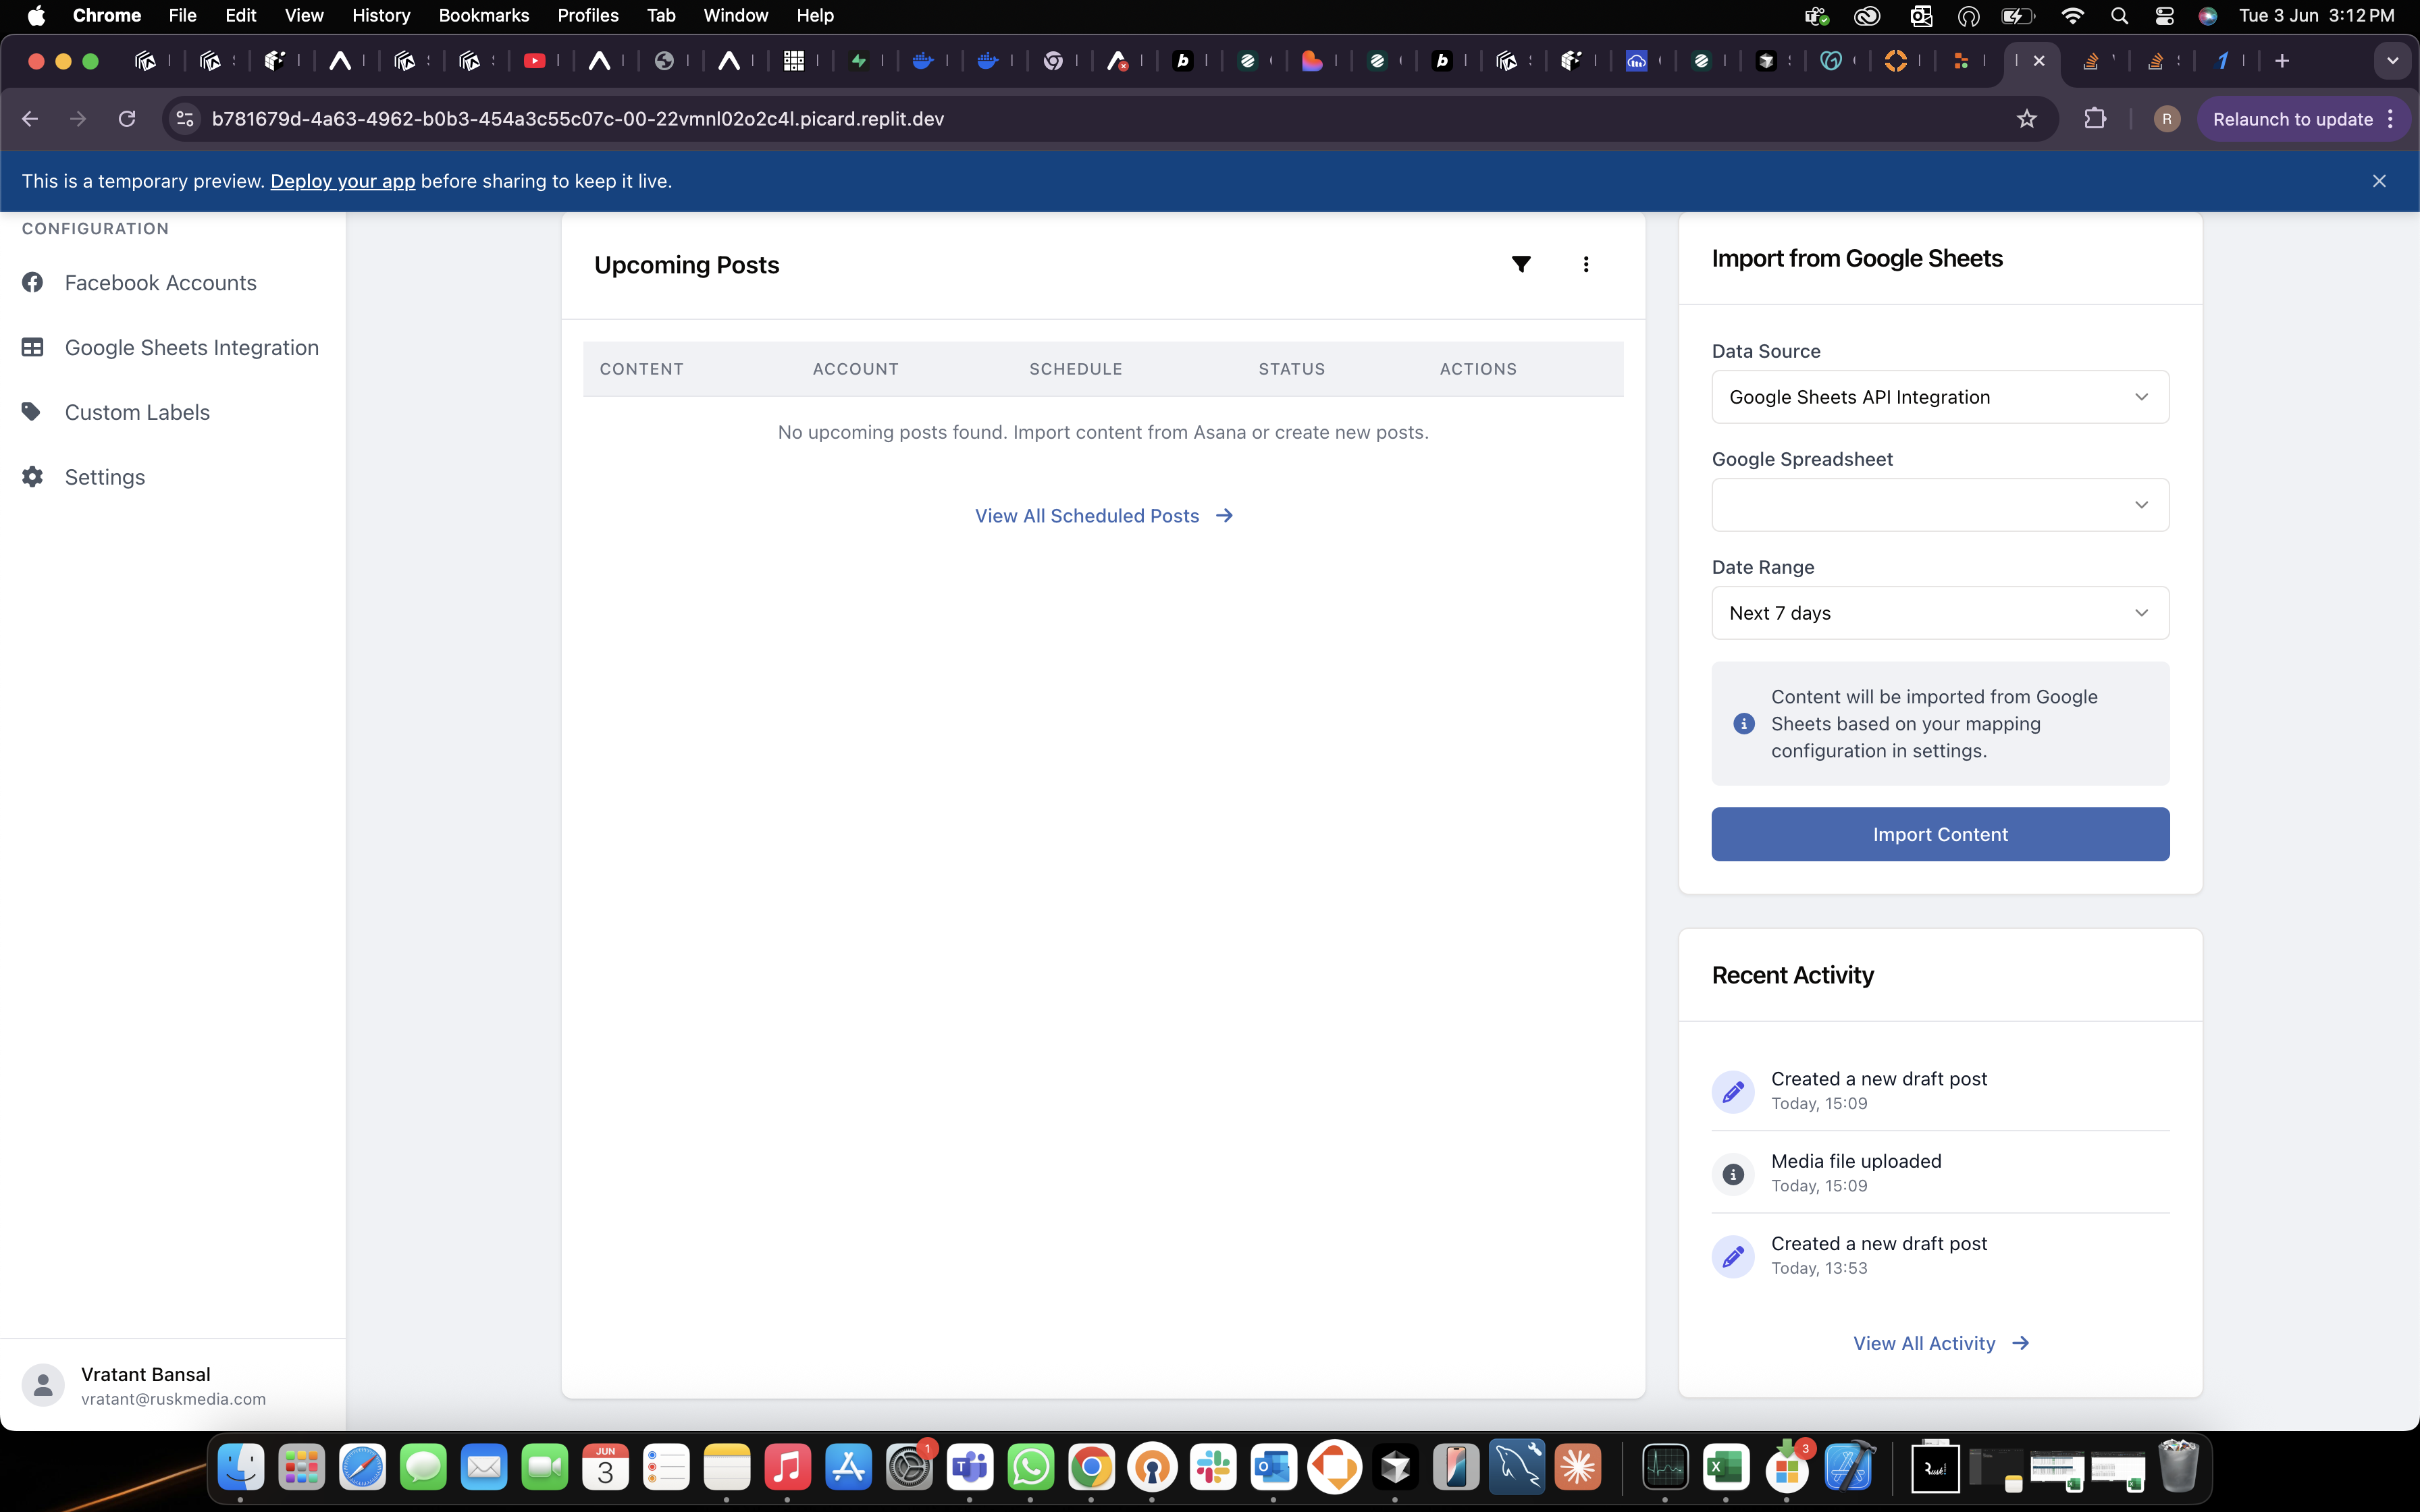 Chrome File Edit View History Bookmarks Profiles Tab Window Help
Tue 3 Jun 3:12 PM
b781679d-4a63-4962-b0b3-454a3c55c07c-00-22vmnl02o2c4l.picard.replit.dev
R
Relaunch to update
This is a temporary preview. Deploy your app before sharing to keep it live.
CONFIGURATION
Facebook Accounts
Google Sheets Integration
Custom Labels
Settings
Vratant Bansal
vratant@ruskmedia.com
Upcoming Posts
CONTENT ACCOUNT SCHEDULE STATUS ACTIONS
No upcoming posts found. Import content from Asana or create new posts.
View All Scheduled Posts
Import from Google Sheets
Data Source
Google Sheets API Integration
Google Spreadsheet
Date Range
Next 7 days
Content will be imported from Google
Sheets based on your mapping
configuration in settings.
Import Content
Recent Activity
Created a new draft post
Today, 15:09
Media file uploaded
Today, 15:09
Created a new draft post
Today, 13:53
View All Activity
JUN
3
1
3